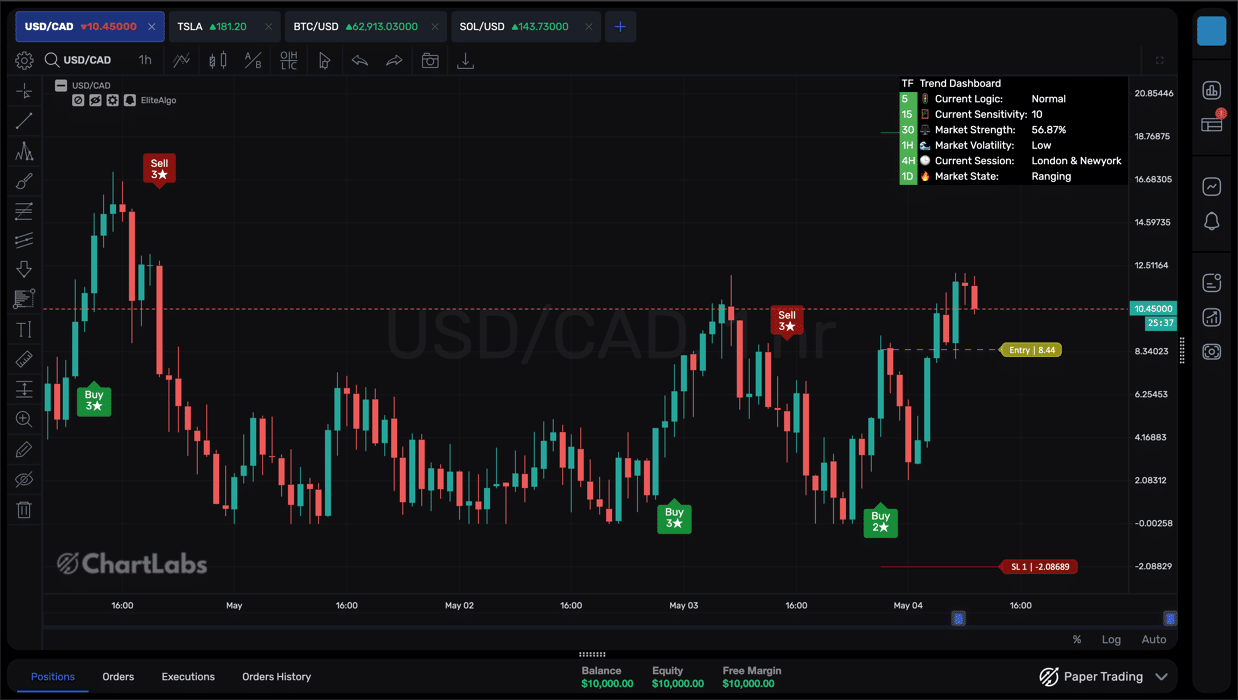 USD/CAD ▼10.45000 ×
TSLA ▲181.20 ×
BTC/USD ▲62,913.03000 ×
SOL/USD ▲143.73000 ×
+
USD/CAD
1h
A/B
OIH
LTC
USD/CAD
EliteAlgo
TF Trend Dashboard
5 Current Logic: Normal
15 Current Sensitivity: 10
30 Market Strength: 56.87%
1H Market Volatility: Low
4H Current Session: London & Newyork
1D Market State: Ranging
20.85446
18.76875
16.68305
14.59735
12.51164
10.45000
25:37
8.34023
6.25453
4.16883
2.08312
-0.00258
-2.08829
Sell
3★
Buy
3★
Sell
3★
Buy
3★
Buy
2★
Entry | 8.44
SL 1 | -2.08689
USD/CAD 1hr
ChartLabs
16:00 May 16:00 May 02 16:00 May 03 16:00 May 04 16:00
% Log Auto
Positions Orders Executions Orders History
Balance
$10,000.00
Equity
$10,000.00
Free Margin
$10,000.00
Paper Trading